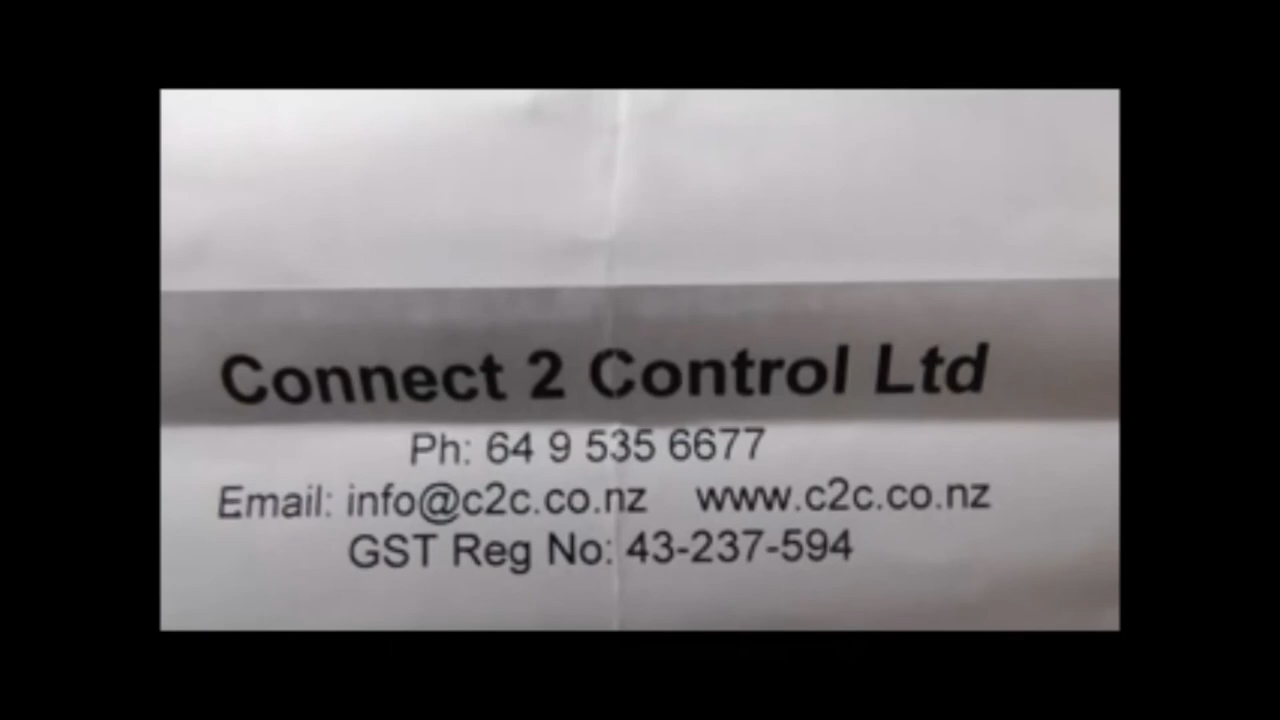 Connect 2 Control Ltd
Ph: 64 9 535 6677
Email: info@c2c.co.nz www.c2c.co.nz
GST Reg No: 43-237-594